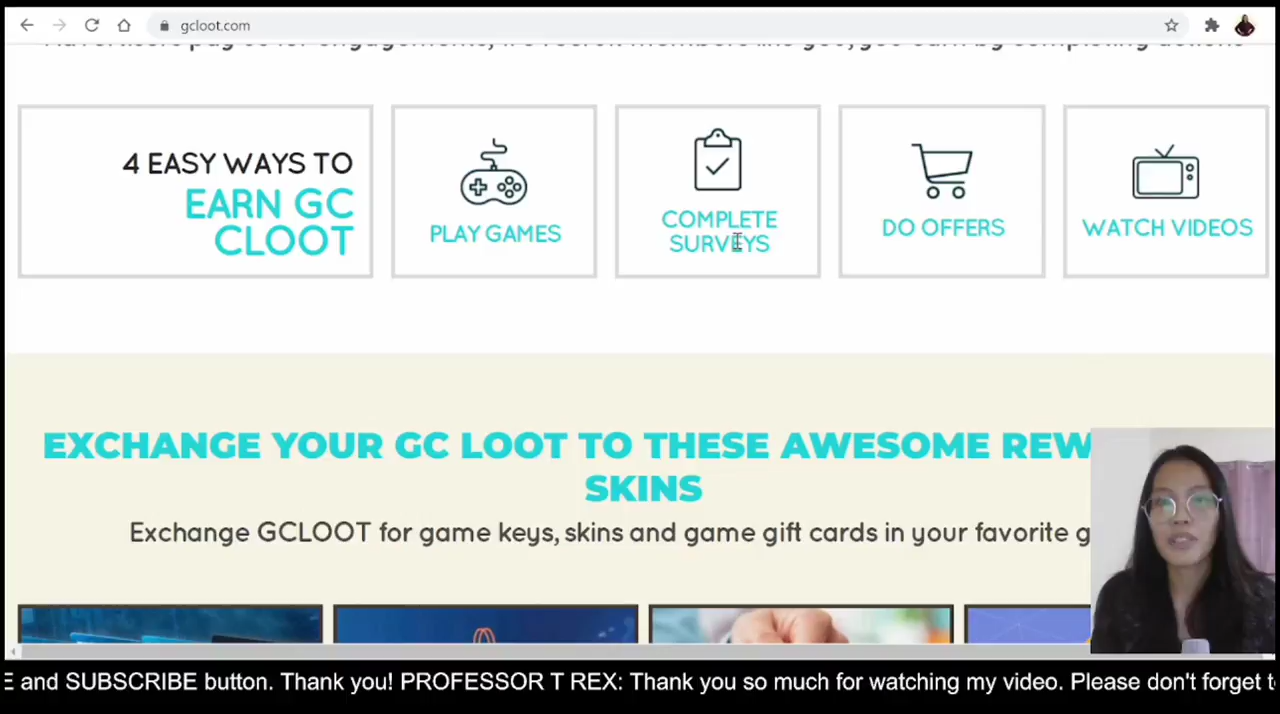 gcloot.com
4 EASY WAYS TO
EARN GC
CLOOT
PLAY GAMES
COMPLETE
SURVEYS
DO OFFERS
WATCH VIDEOS
EXCHANGE YOUR GC LOOT TO THESE AWESOME REW
SKINS
Exchange GCLOOT for game keys, skins and game gift cards in your favorite g
E and SUBSCRIBE button. Thank you! PROFESSOR T REX: Thank you so much for watching my video. Please don't forget t